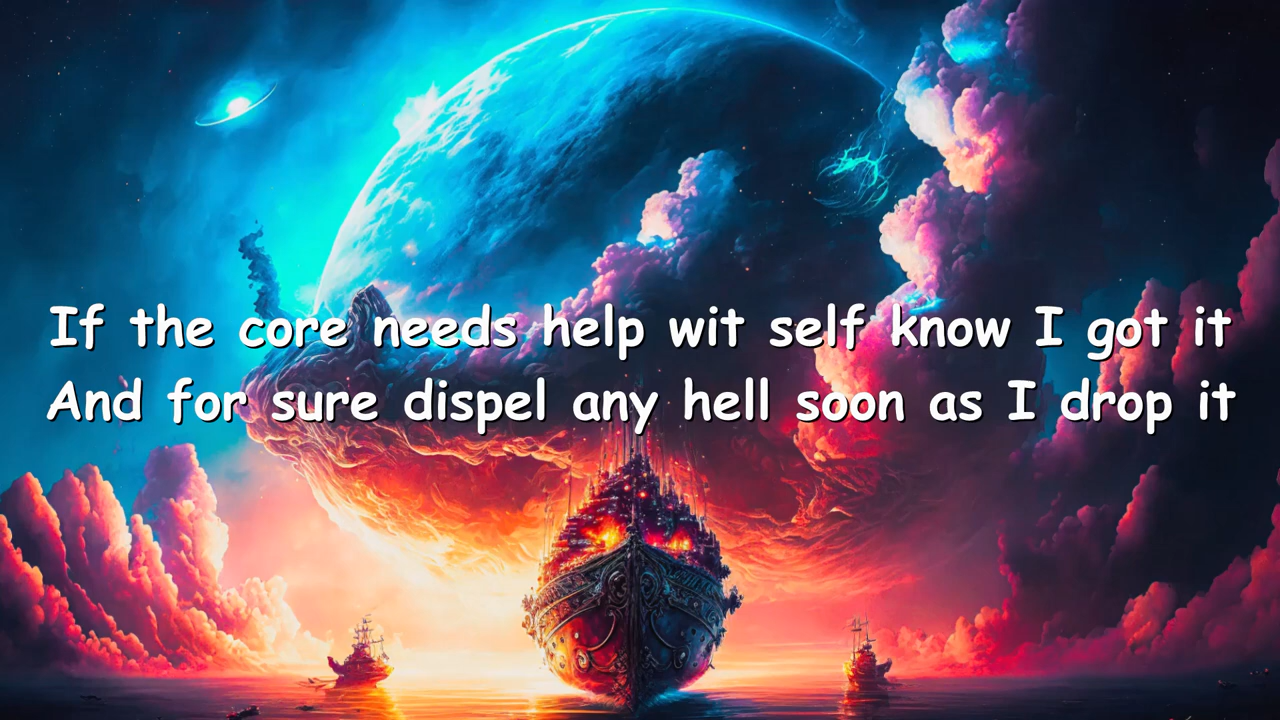 If the core needs help wit self know I got it
And for sure dispel any hell soon as I drop it